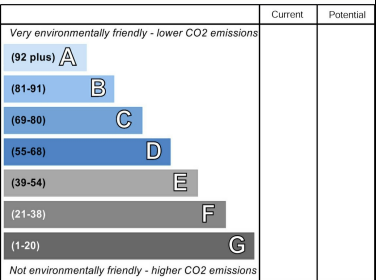 Current Potential
Very environmentally friendly - lower CO2 emissions
(92 plus) A
(81-91) B
(69-80) C
(55-68) D
(39-54) E
(21-38) F
(1-20) G
Not environmentally friendly - higher CO2 emissions